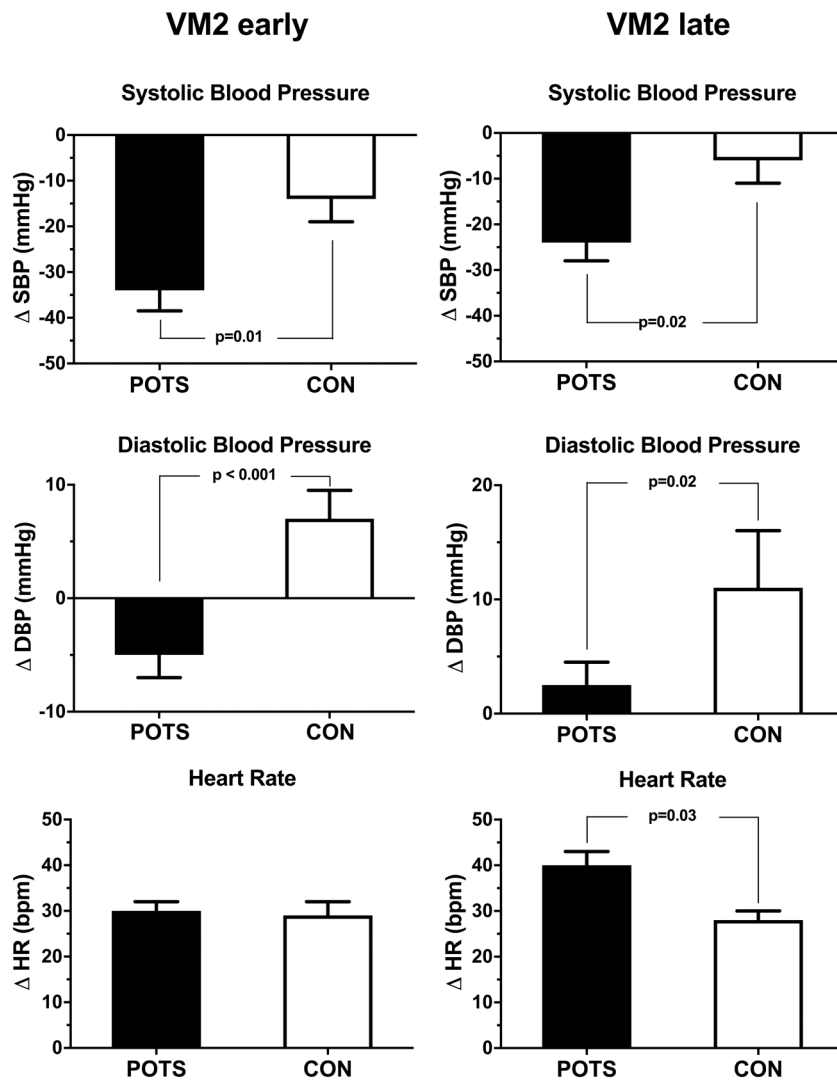 VM2 early
VM2 late
Systolic Blood Pressure
Δ SBP (mmHg)
0
-10
-20
-30
-40
-50
p=0.01
POTS
CON
Systolic Blood Pressure
Δ SBP (mmHg)
0
-10
-20
-30
-40
-50
p=0.02
POTS
CON
Diastolic Blood Pressure
Δ DBP (mmHg)
10
0
-10
p < 0.001
POTS
CON
Diastolic Blood Pressure
Δ DBP (mmHg)
20
10
0
p=0.02
POTS
CON
Heart Rate
Δ HR (bpm)
50
40
30
20
10
0
POTS
CON
Heart Rate
Δ HR (bpm)
50
40
30
20
10
0
p=0.03
POTS
CON